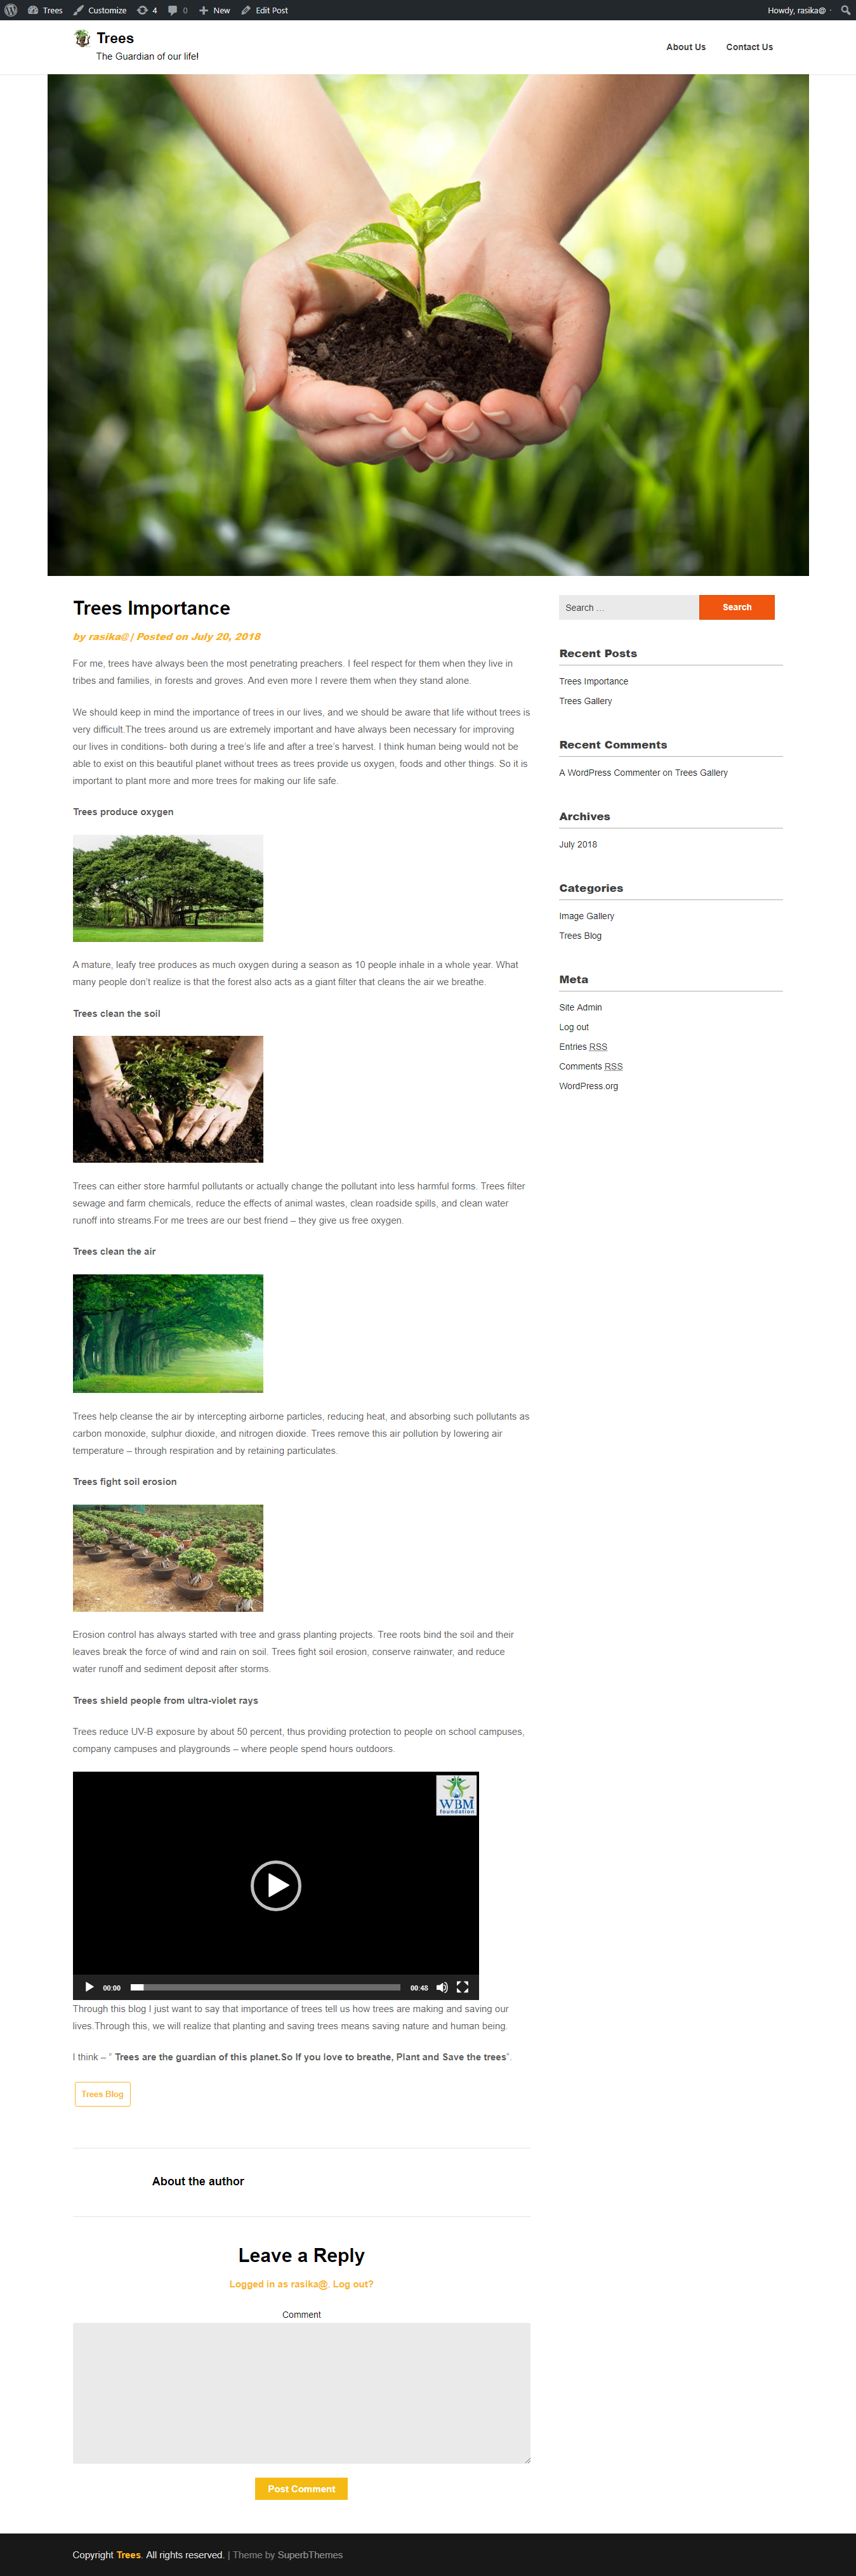 Trees
Customize
4
0
New
Edit Post
Howdy, rasika@
Trees
The Guardian of our life!
About Us
Contact Us
Trees Importance
by rasika@ | Posted on July 20, 2018
For me, trees have always been the most penetrating preachers. I feel respect for them when they live in
tribes and families, in forests and groves. And even more I revere them when they stand alone.
We should keep in mind the importance of trees in our lives, and we should be aware that life without trees is
very difficult.The trees around us are extremely important and have always been necessary for improving
our lives in conditions- both during a tree’s life and after a tree’s harvest. I think human being would not be
able to exist on this beautiful planet without trees as trees provide us oxygen, foods and other things. So it is
important to plant more and more trees for making our life safe.
Trees produce oxygen
A mature, leafy tree produces as much oxygen during a season as 10 people inhale in a whole year. What
many people don’t realize is that the forest also acts as a giant filter that cleans the air we breathe.
Trees clean the soil
Trees can either store harmful pollutants or actually change the pollutant into less harmful forms. Trees filter
sewage and farm chemicals, reduce the effects of animal wastes, clean roadside spills, and clean water
runoff into streams.For me trees are our best friend – they give us free oxygen.
Trees clean the air
Trees help cleanse the air by intercepting airborne particles, reducing heat, and absorbing such pollutants as
carbon monoxide, sulphur dioxide, and nitrogen dioxide. Trees remove this air pollution by lowering air
temperature – through respiration and by retaining particulates.
Trees fight soil erosion
Erosion control has always started with tree and grass planting projects. Tree roots bind the soil and their
leaves break the force of wind and rain on soil. Trees fight soil erosion, conserve rainwater, and reduce
water runoff and sediment deposit after storms.
Trees shield people from ultra-violet rays
Trees reduce UV-B exposure by about 50 percent, thus providing protection to people on school campuses,
company campuses and playgrounds – where people spend hours outdoors.
WBM
foundation
00:00
00:48
Through this blog I just want to say that importance of trees tell us how trees are making and saving our
lives.Through this, we will realize that planting and saving trees means saving nature and human being.
I think – “ Trees are the guardian of this planet.So If you love to breathe, Plant and Save the trees”.
Trees Blog
About the author
Leave a Reply
Logged in as rasika@. Log out?
Comment
Post Comment
Search …
Search
Recent Posts
Trees Importance
Trees Gallery
Recent Comments
A WordPress Commenter on Trees Gallery
Archives
July 2018
Categories
Image Gallery
Trees Blog
Meta
Site Admin
Log out
Entries RSS
Comments RSS
WordPress.org
Copyright Trees. All rights reserved. | Theme by SuperbThemes